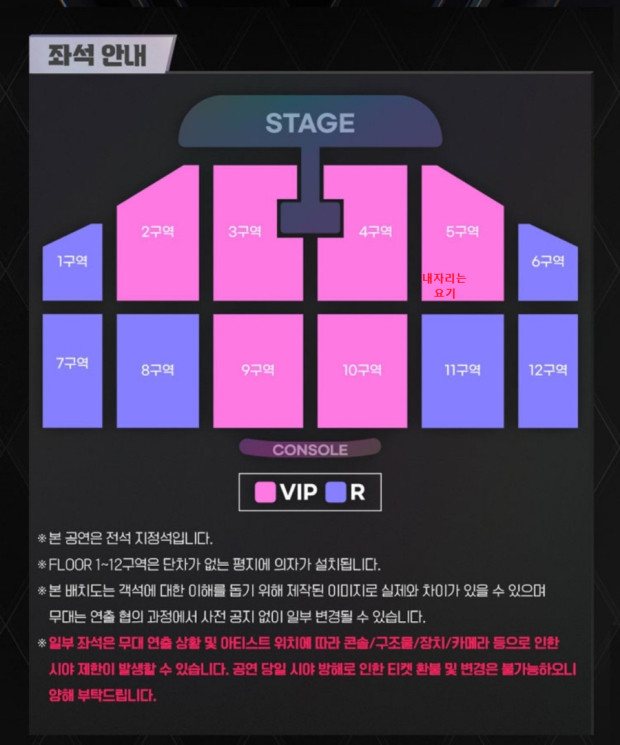 좌석 안내
STAGE
2구역 3구역 4구역 5구역
1구역 6구역
내자리는
요기
7구역 8구역 9구역 10구역 11구역 12구역
CONSOLE
VIP R
※ 본 공연은 전석 지정석입니다.
※ FLOOR 1~12구역은 단차가 없는 평지에 의자가 설치됩니다.
※ 본 배치도는 객석에 대한 이해를 돕기 위해 제작된 이미지로 실제와 차이가 있을 수 있으며
무대는 연출 협의 과정에서 사전 공지 없이 일부 변경될 수 있습니다.
※ 일부 좌석은 무대 연출 상황 및 아티스트 위치에 따라 콘솔/구조물/장치/카메라 등으로 인한
시야 제한이 발생할 수 있습니다. 공연 당일 시야 방해로 인한 티켓 환불 및 변경은 불가능하오니
양해 부탁드립니다.